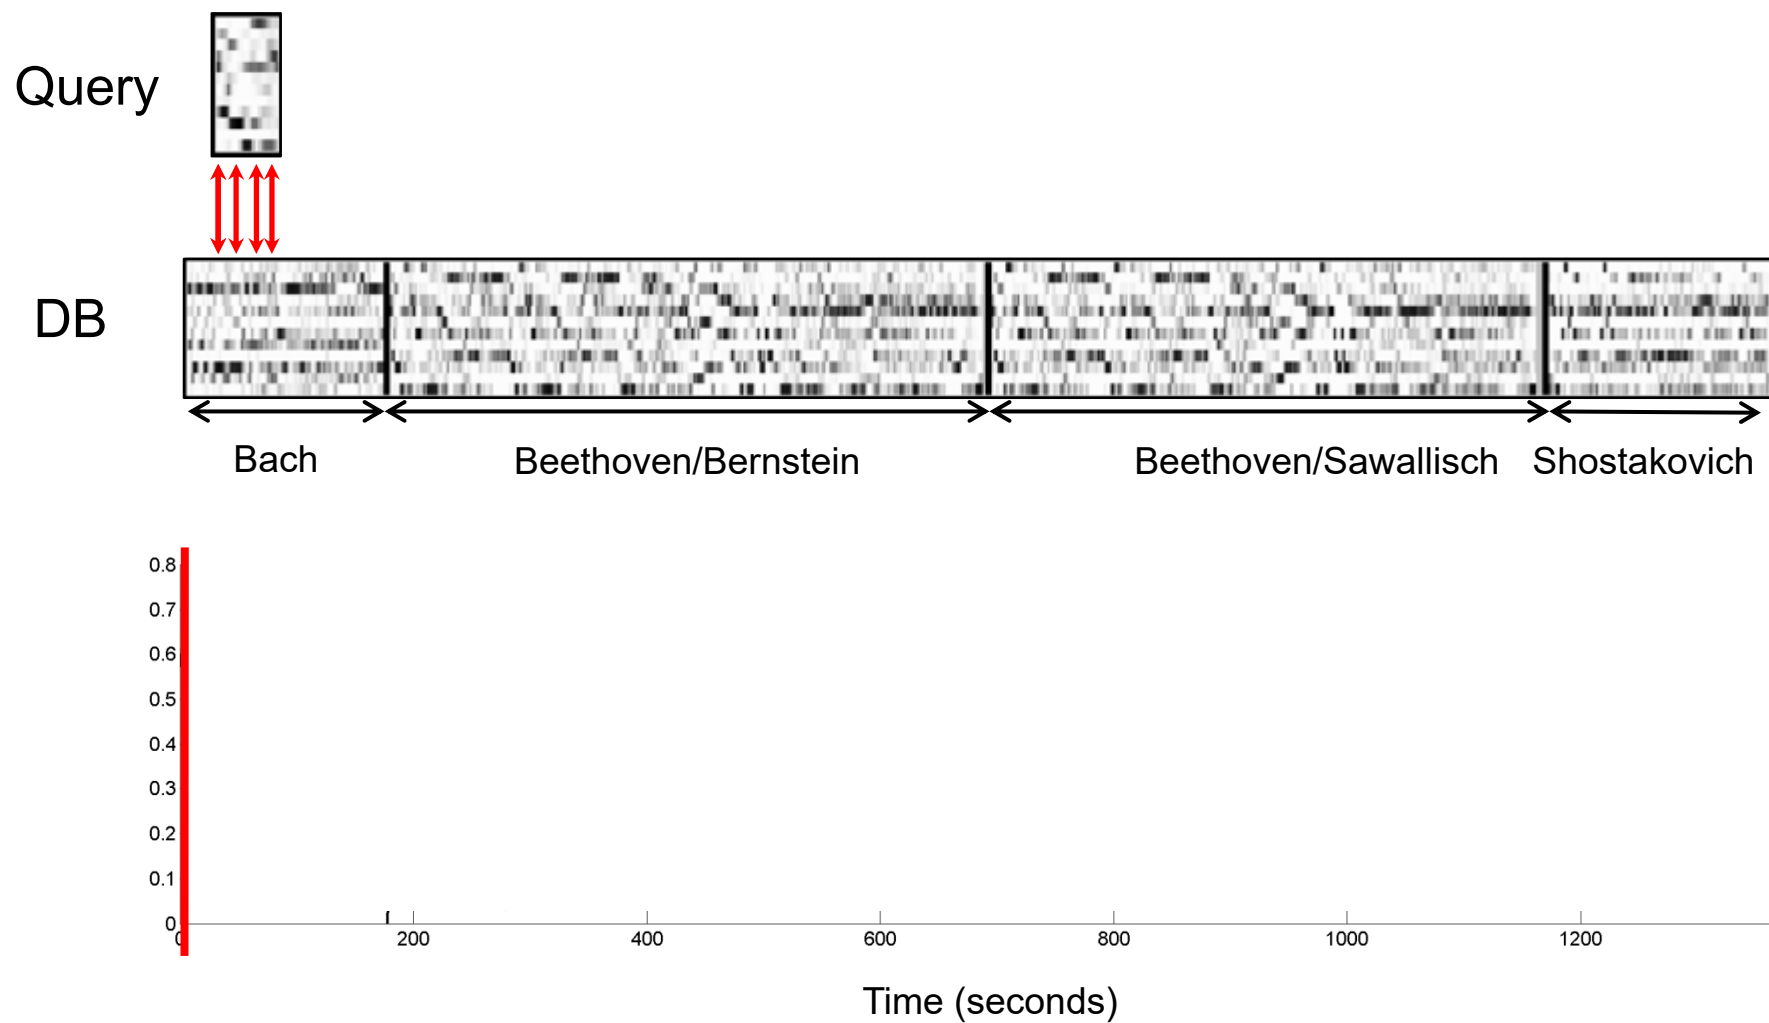 Query
DB
Bach
Beethoven/Bernstein
Beethoven/Sawallisch
Shostakovich
0.8
0.7
0.6
0.5
0.4
0.3
0.2
0.1
0
0
200
400
600
800
1000
1200
Time (seconds)